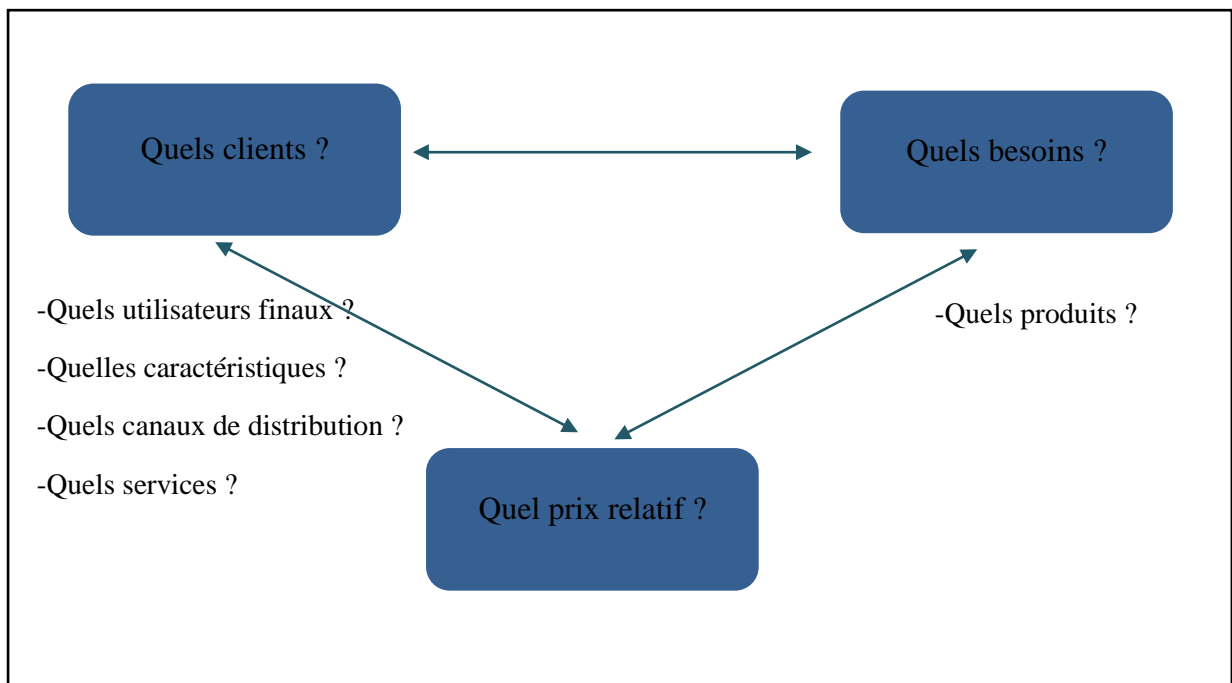 Quels clients ?
Quels besoins ?
-Quels utilisateurs finaux ?
-Quelles caractéristiques ?
-Quels canaux de distribution ?
-Quels services ?
-Quels produits ?
Quel prix relatif ?